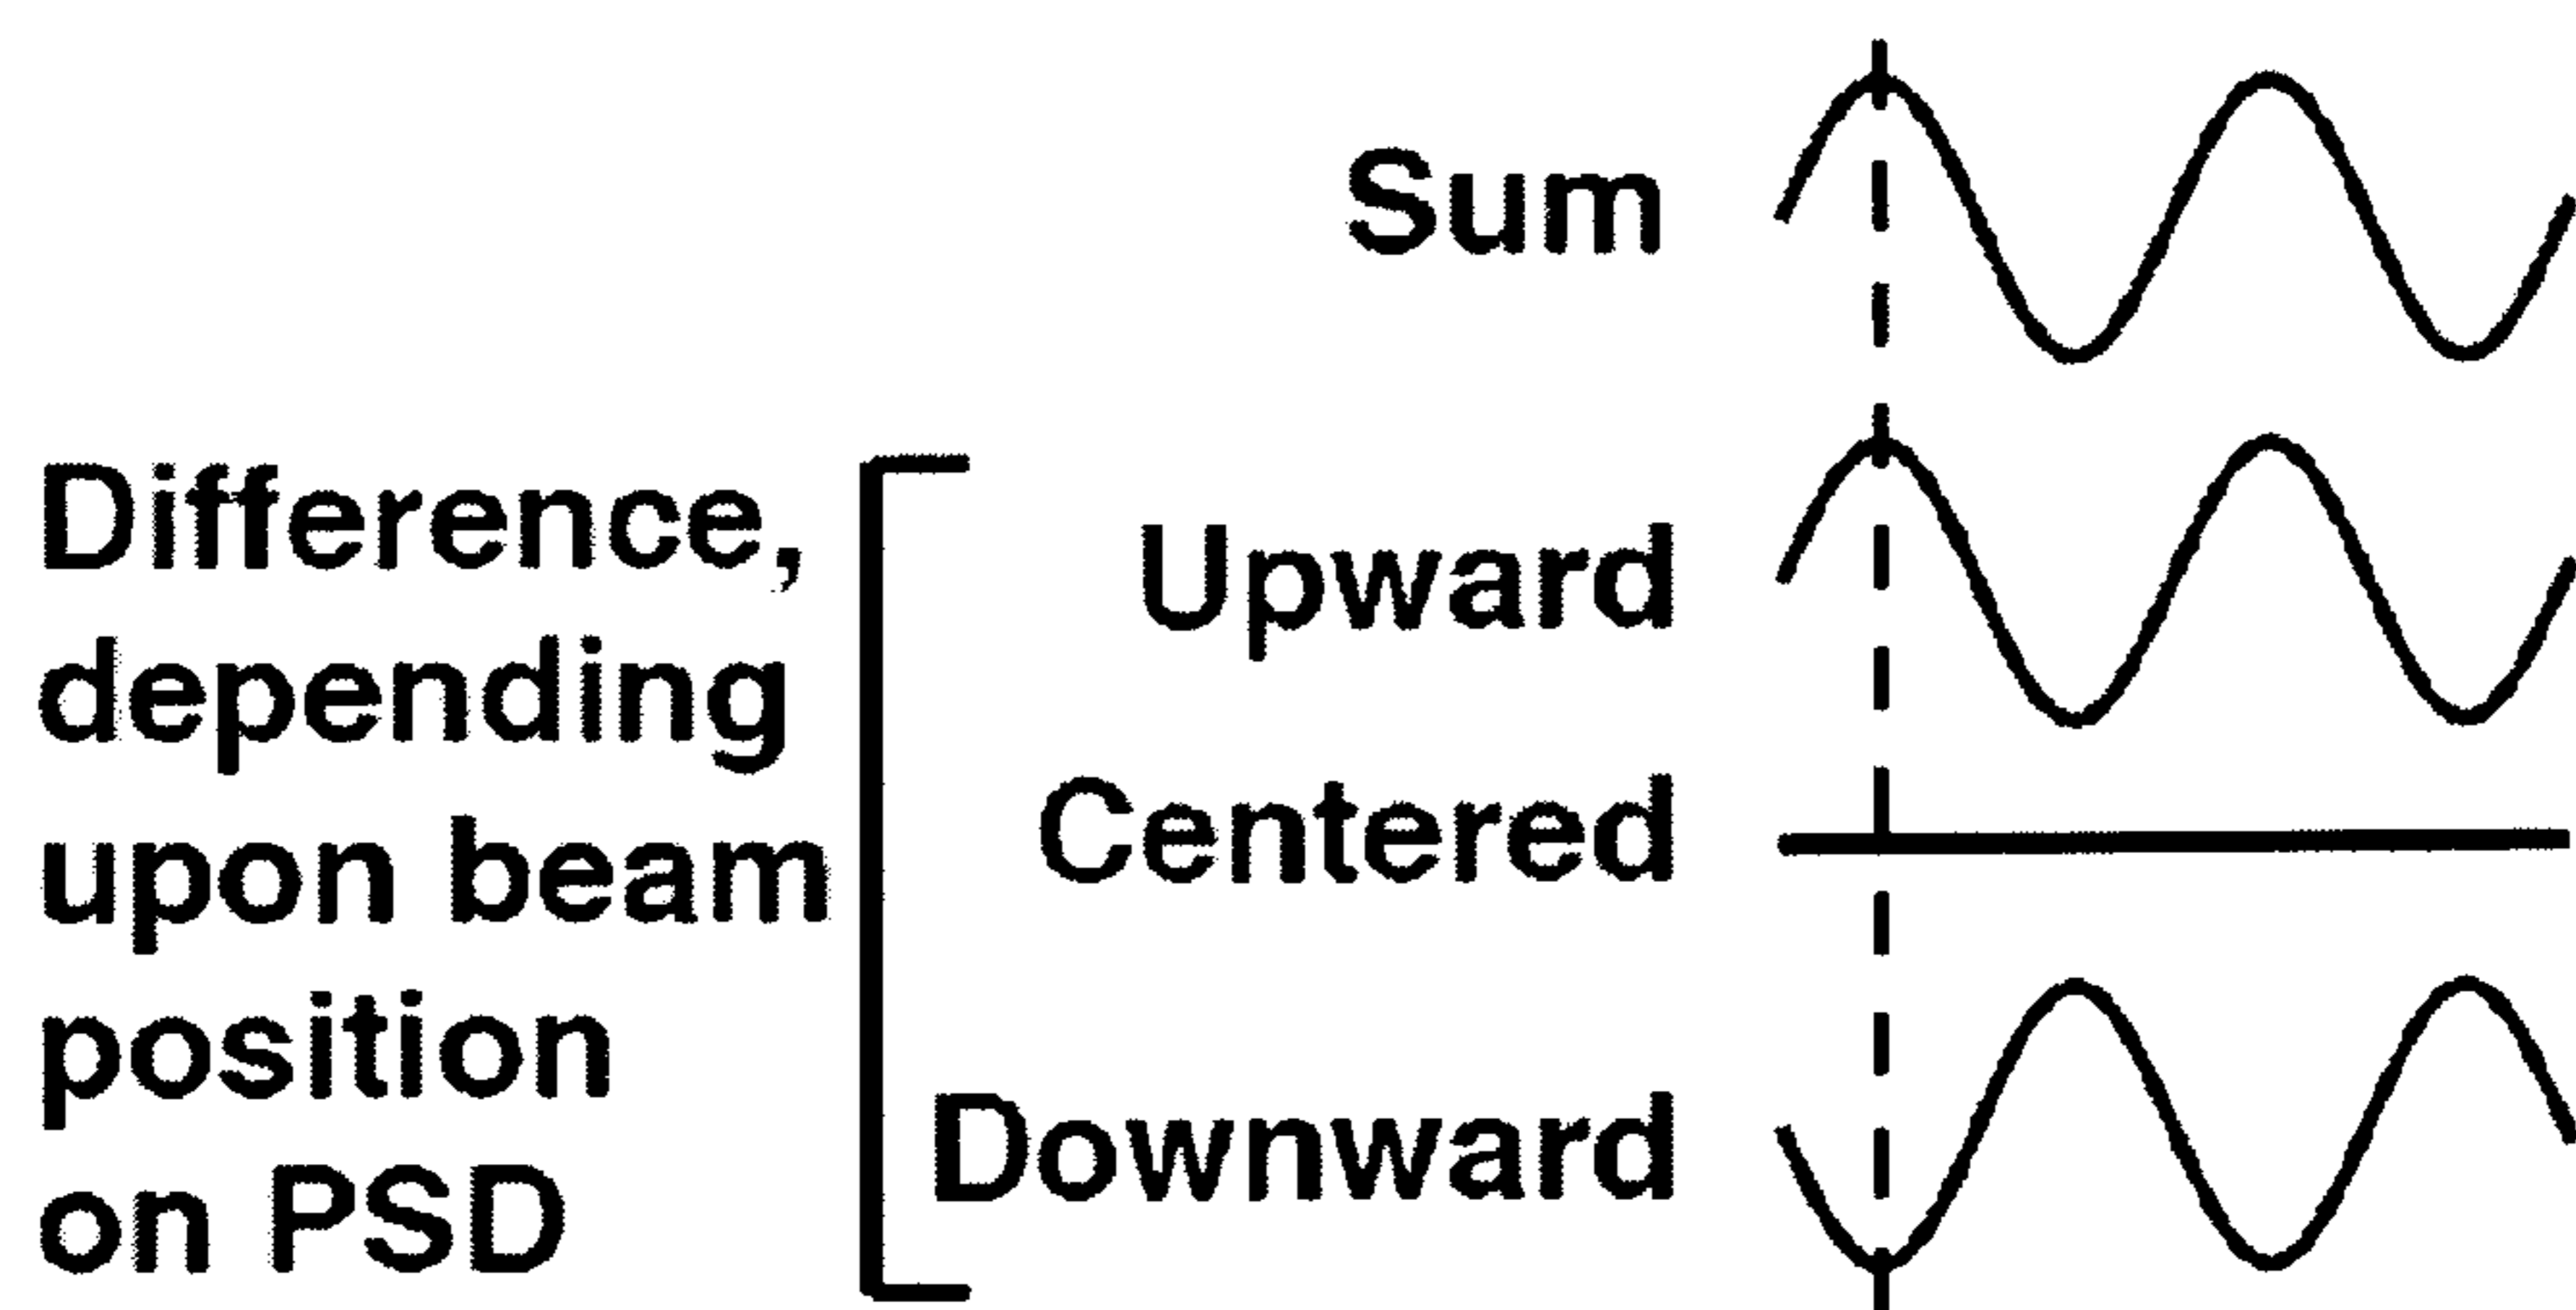 Sum
Difference,
depending
upon beam
position
on PSD
Upward
Centered
Downward